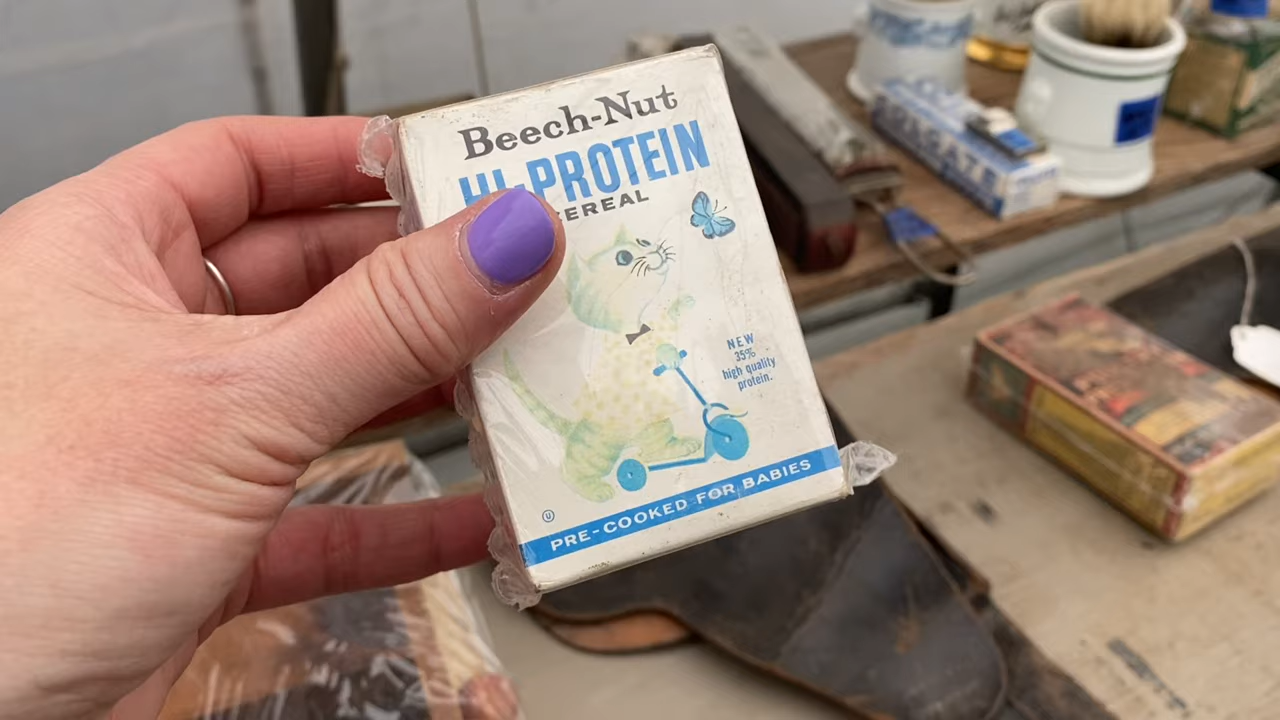 Beech-Nut
HI-PROTEIN
CEREAL
NEW
35%
high quality
protein.
U
PRE-COOKED FOR BABIES